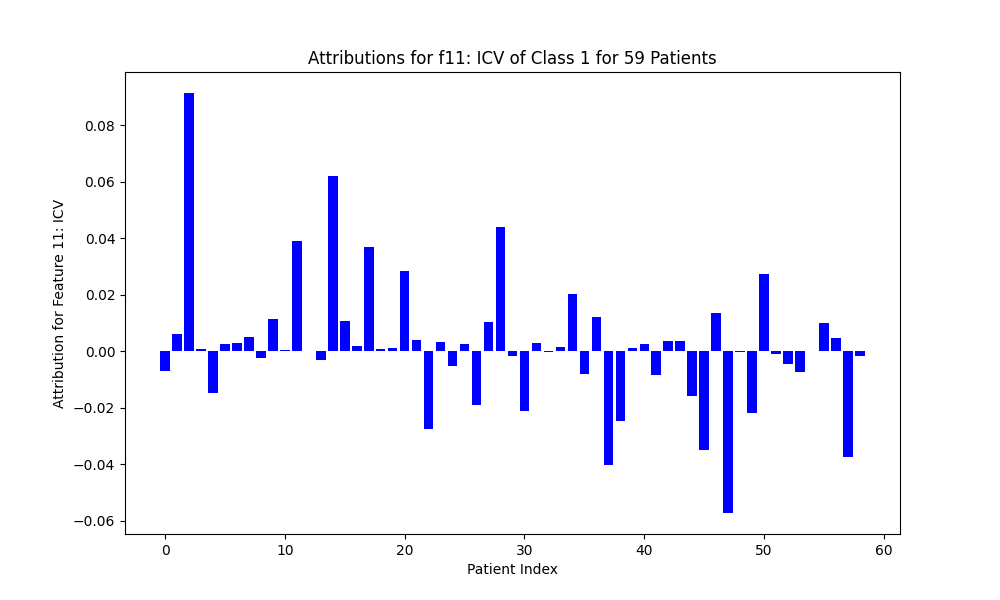 Attributions for f11: ICV of Class 1 for 59 Patients
Attribution for Feature 11: ICV
0.08
0.06
0.04
0.02
0.00
−0.02
−0.04
−0.06
0 10 20 30 40 50 60
Patient Index